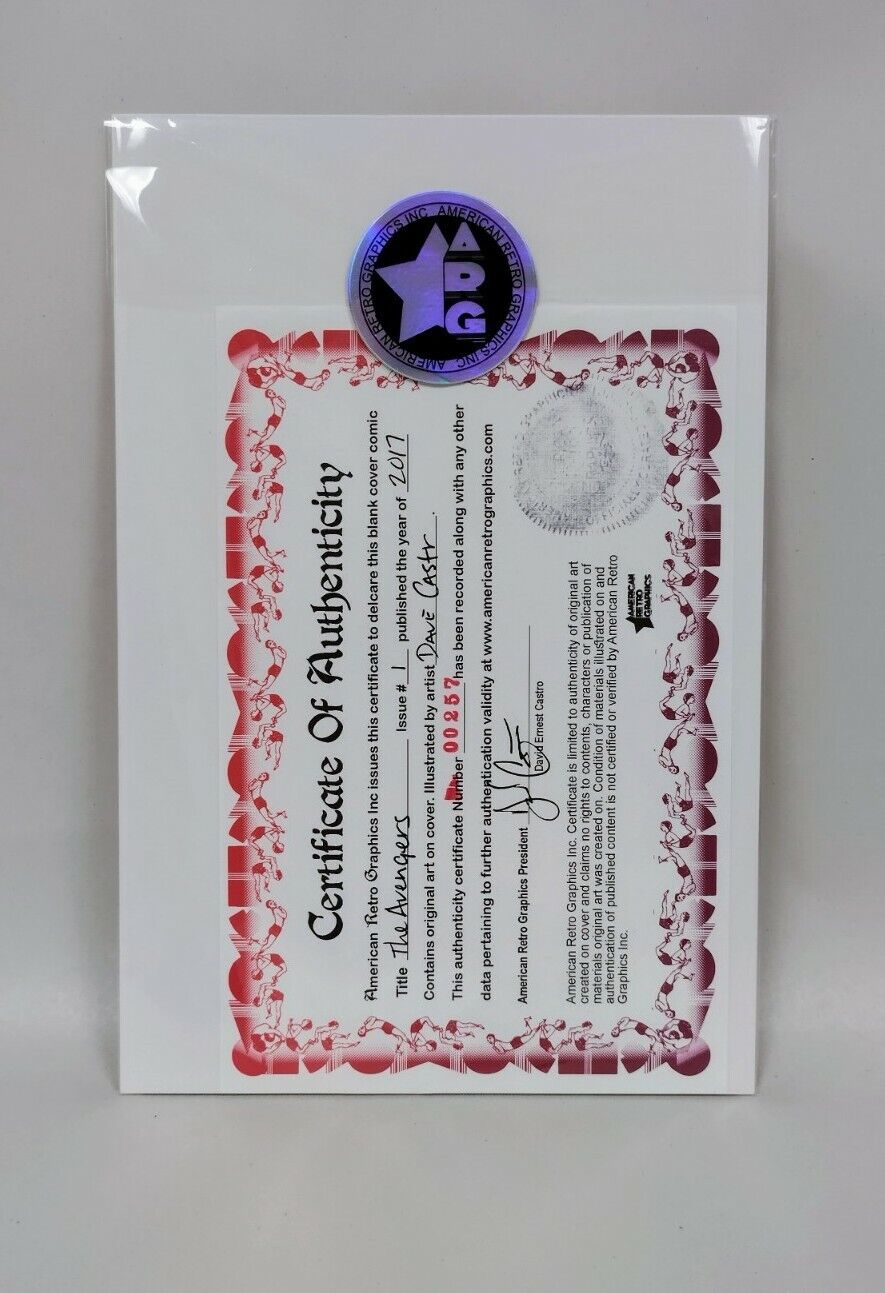 AMERICAN RETRO GRAPHICS INC. AMERICAN RETRO GRAPHICS INC.
ARG
Certificate Of Authenticity
American Retro Graphics Inc issues this certificate to delcare this blank cover comic
Title The Avengers Issue # 1 published the year of 2017
Contains original art on cover. Illustrated by artist Dave Castr.
This authenticity certificate Number 00257 has been recorded along with any other
data pertaining to further authentication validity at www.americanretrographics.com
American Retro Graphics President
David Ernest Castro
American Retro Graphics Inc. Certificate is limited to authenticity of original art
created on cover and claims no rights to contents, characters or publication of
materials original art was created on. Condition of materials illustrated on and
authentication of published content is not certified or verified by American Retro
Graphics Inc.
AMERICAN
RETRO
GRAPHICS